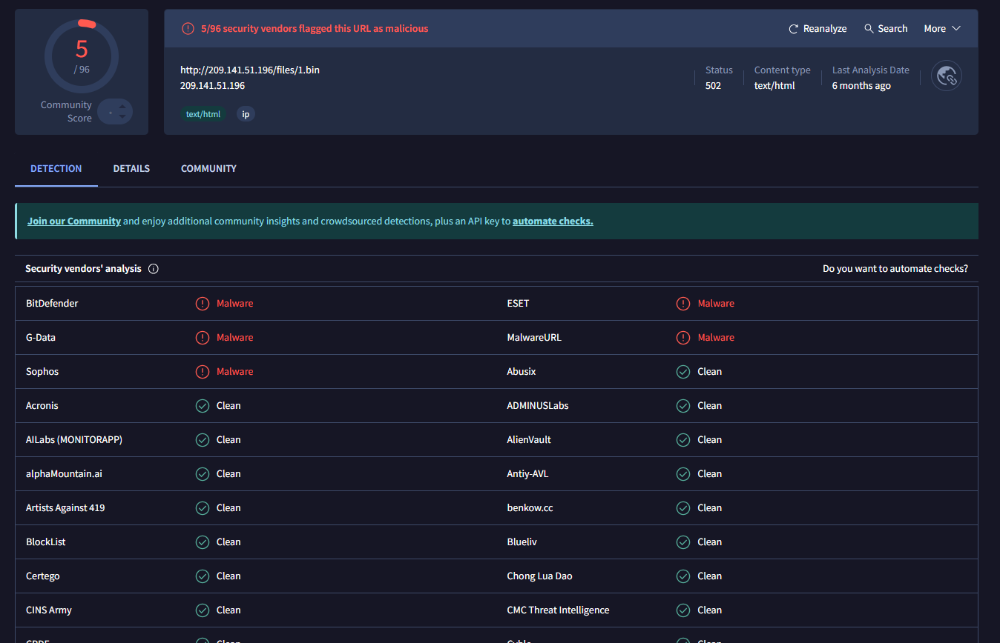 5
/ 96
Community
Score
5/96 security vendors flagged this URL as malicious
Reanalyze
Search
More
http://209.141.51.196/files/1.bin
209.141.51.196
text/html
ip
Status
502
Content type
text/html
Last Analysis Date
6 months ago
DETECTION
DETAILS
COMMUNITY
Join our Community and enjoy additional community insights and crowdsourced detections, plus an API key to automate checks.
Security vendors' analysis
Do you want to automate checks?
BitDefender Malware ESET Malware
G-Data Malware MalwareURL Malware
Sophos Malware Abusix Clean
Acronis Clean ADMINUSLabs Clean
AILabs (MONITORAPP) Clean AlienVault Clean
alphaMountain.ai Clean Antiy-AVL Clean
Artists Against 419 Clean benkow.cc Clean
BlockList Clean Blueliv Clean
Certego Clean Chong Lua Dao Clean
CINS Army Clean CMC Threat Intelligence Clean
Clean Clean